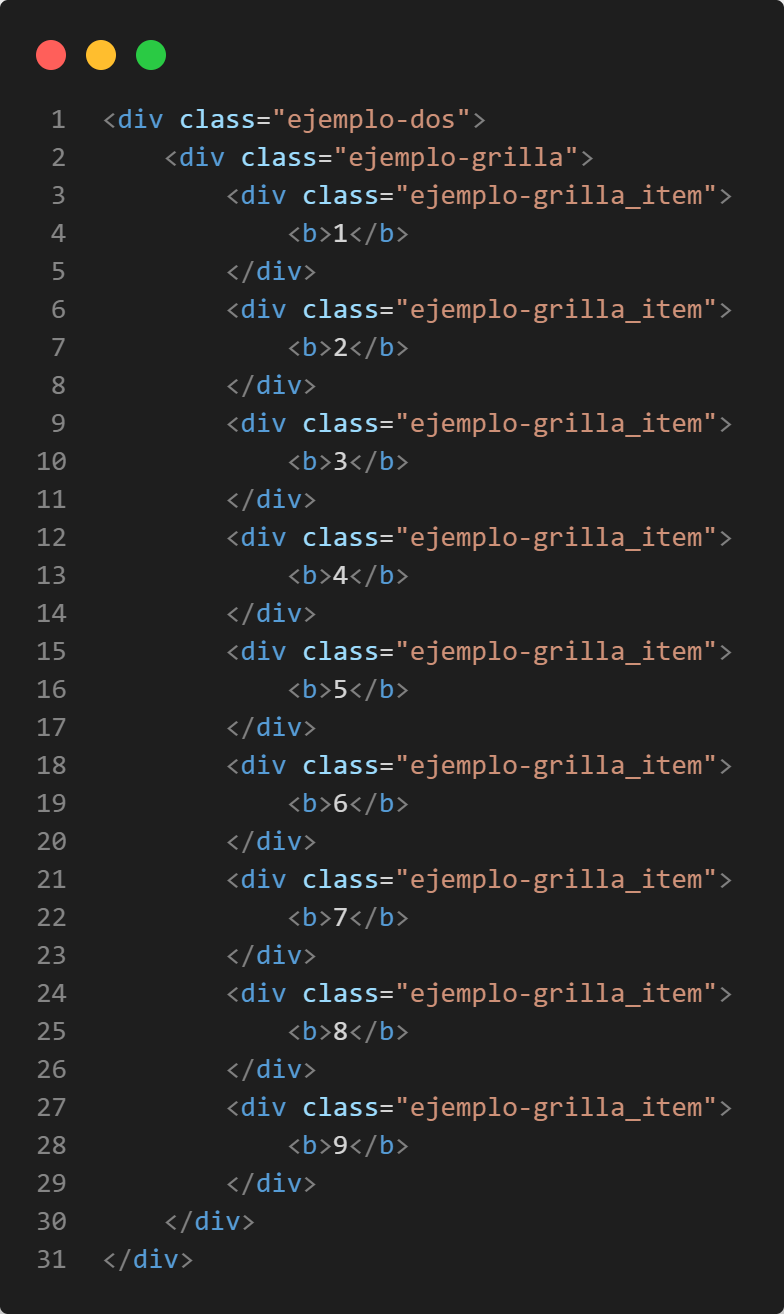 1 <div class="ejemplo-dos">
2     <div class="ejemplo-grilla">
3         <div class="ejemplo-grilla_item">
4             <b>1</b>
5         </div>
6         <div class="ejemplo-grilla_item">
7             <b>2</b>
8         </div>
9         <div class="ejemplo-grilla_item">
10             <b>3</b>
11         </div>
12         <div class="ejemplo-grilla_item">
13             <b>4</b>
14         </div>
15         <div class="ejemplo-grilla_item">
16             <b>5</b>
17         </div>
18         <div class="ejemplo-grilla_item">
19             <b>6</b>
20         </div>
21         <div class="ejemplo-grilla_item">
22             <b>7</b>
23         </div>
24         <div class="ejemplo-grilla_item">
25             <b>8</b>
26         </div>
27         <div class="ejemplo-grilla_item">
28             <b>9</b>
29         </div>
30     </div>
31 </div>